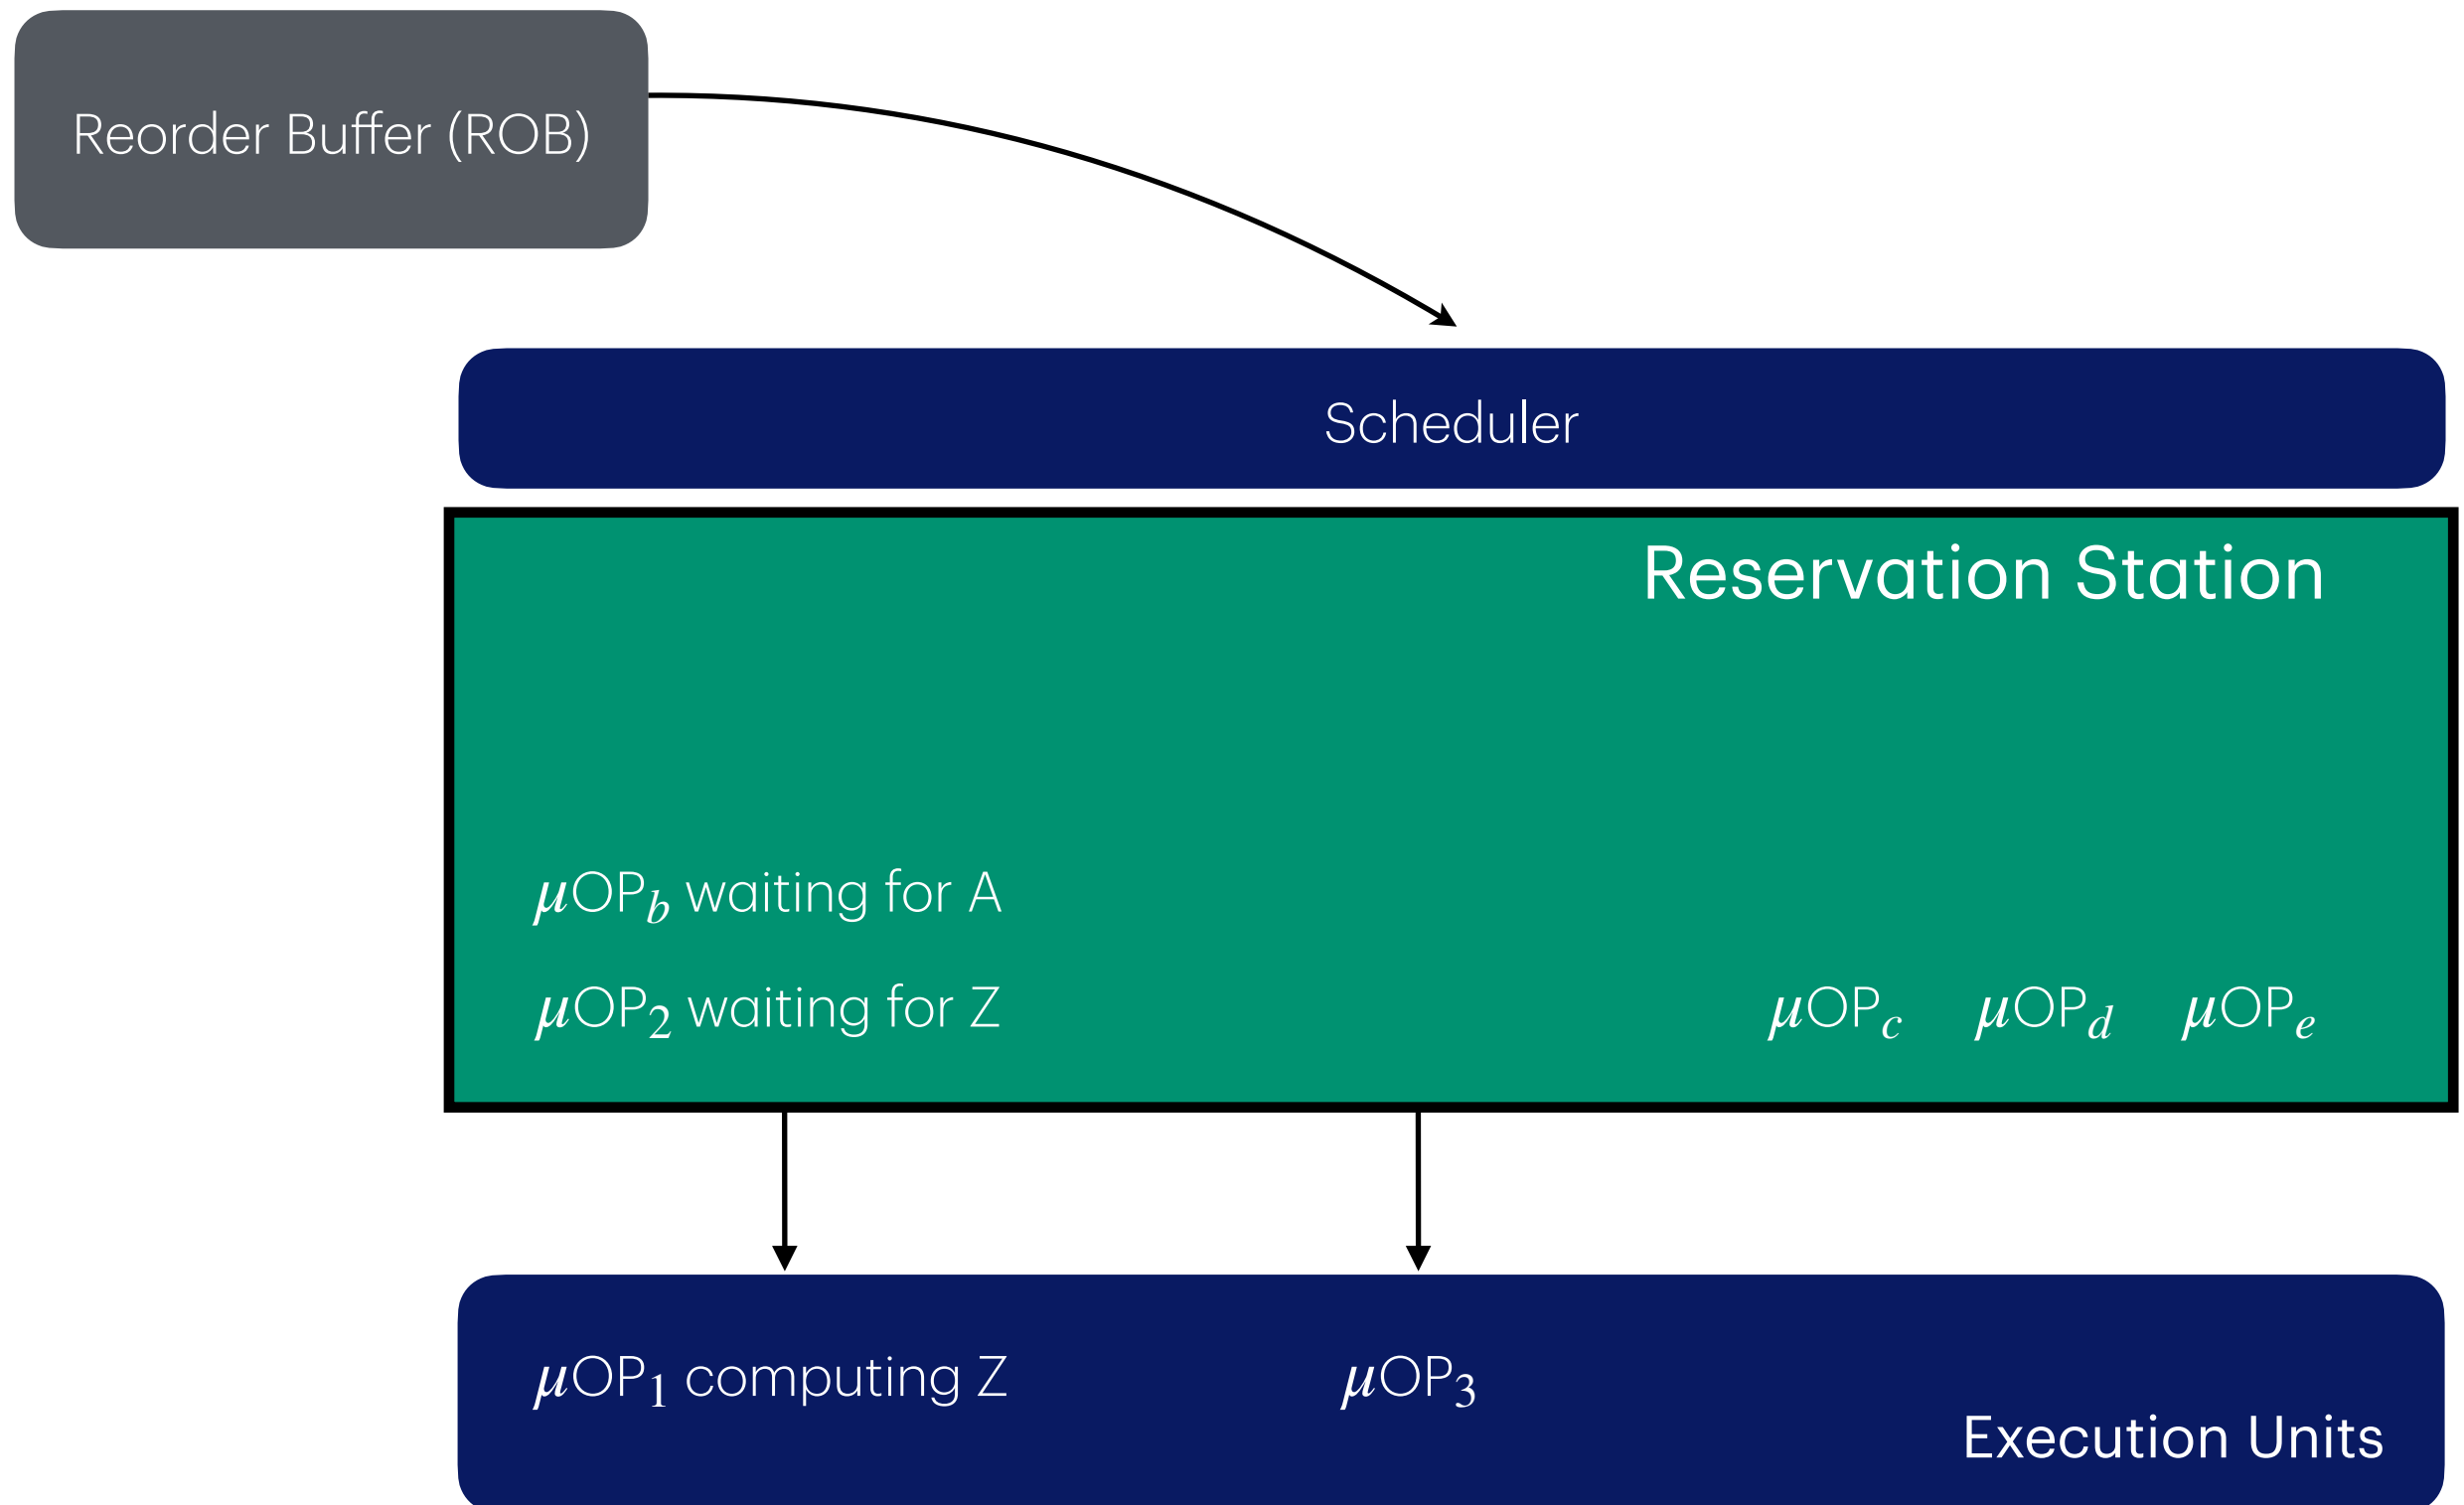 Reorder Buffer (ROB)
Scheduler
Reservation Station
𝜇OP_b waiting for A
𝜇OP_2 waiting for Z
𝜇OP_c 𝜇OP_d 𝜇OP_e
𝜇OP_1 computing Z
𝜇OP_3
Execution Units